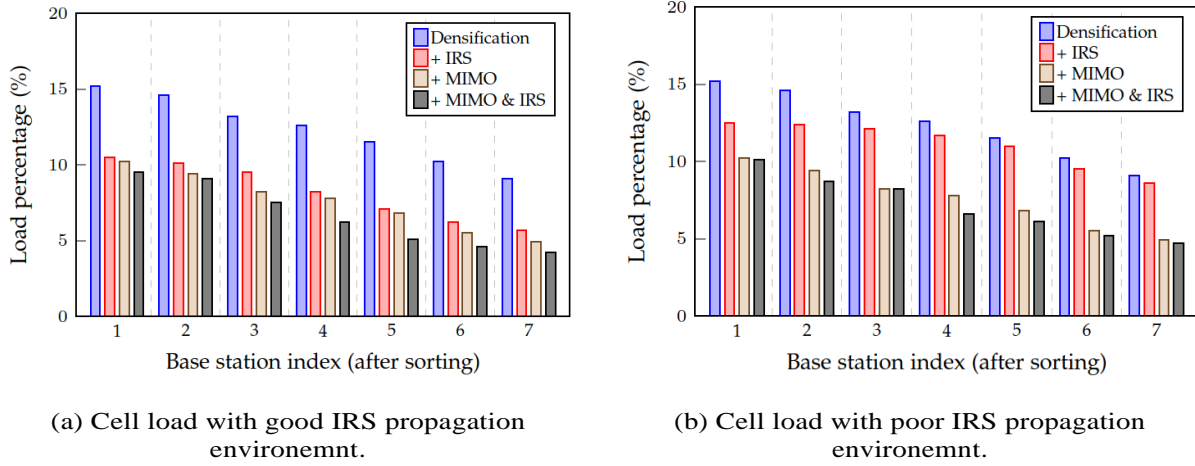 20
15
10
5
0
Load percentage (%)
Densification
+ IRS
+ MIMO
+ MIMO & IRS
1 2 3 4 5 6 7
Base station index (after sorting)
(a) Cell load with good IRS propagation
environemnt.
20
15
10
5
0
Load percentage (%)
Densification
+ IRS
+ MIMO
+ MIMO & IRS
1 2 3 4 5 6 7
Base station index (after sorting)
(b) Cell load with poor IRS propagation
environemnt.